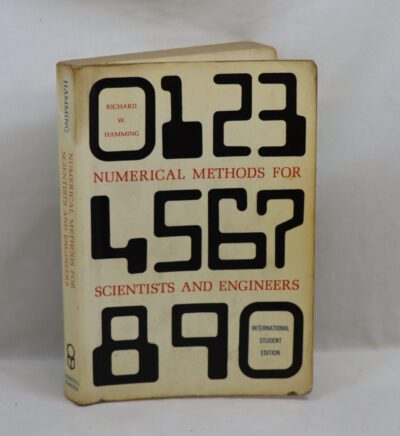 HAMMING
NUMERICAL METHODS FOR
SCIENTISTS AND ENGINEERS
0123
RICHARD
W.
HAMMING
NUMERICAL METHODS FOR
4567
SCIENTISTS AND ENGINEERS
890
INTERNATIONAL
STUDENT
EDITION